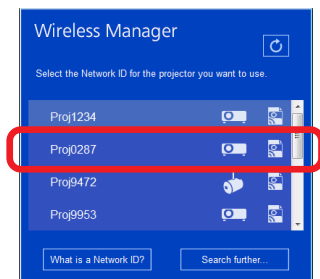 Wireless Manager
Select the Network ID for the projector you want to use.
Proj1234
Proj0287
Proj9472
Proj9953
What is a Network ID?
Search further...